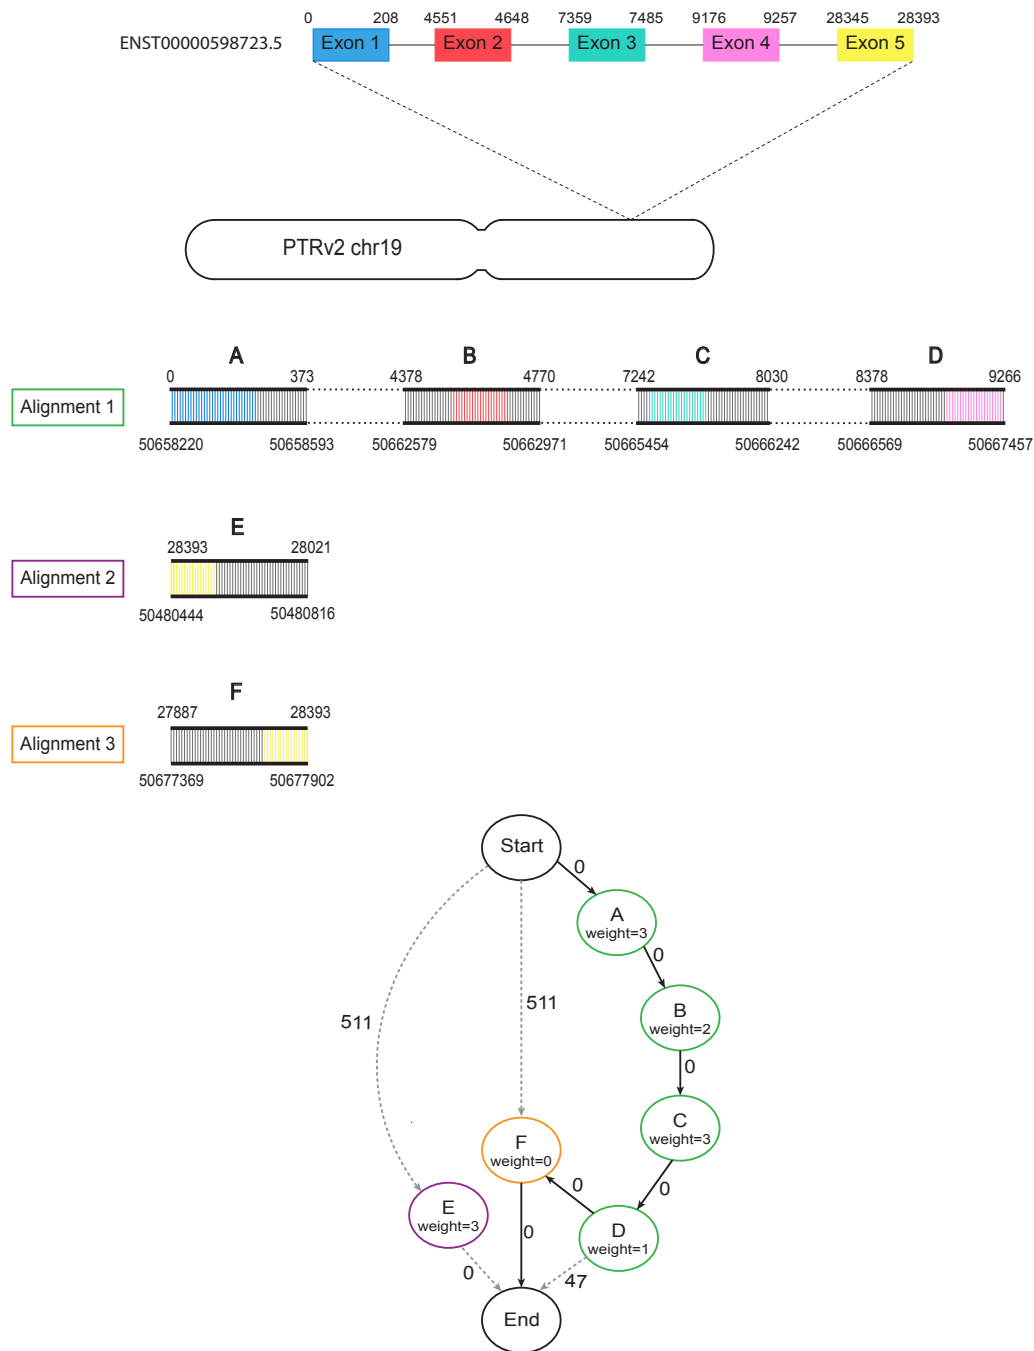 0 208 4551 4648 7359 7485 9176 9257 28345 28393
ENST00000598723.5 Exon 1 Exon 2 Exon 3 Exon 4 Exon 5
PTRv2 chr19
A B C D
0 373 4378 4770 7242 8030 8378 9266
Alignment 1
50658220 50658593 50662579 50662971 50665454 50666242 50666569 50667457
E
28393 28021
Alignment 2
50480444 50480816
F
27887 28393
Alignment 3
50677369 50677902
Start
0
A
weight=3
0
B
weight=2
511 511
0
C
weight=3
F
weight=0
0 0
E
weight=3
D
weight=1
0
0 47
End